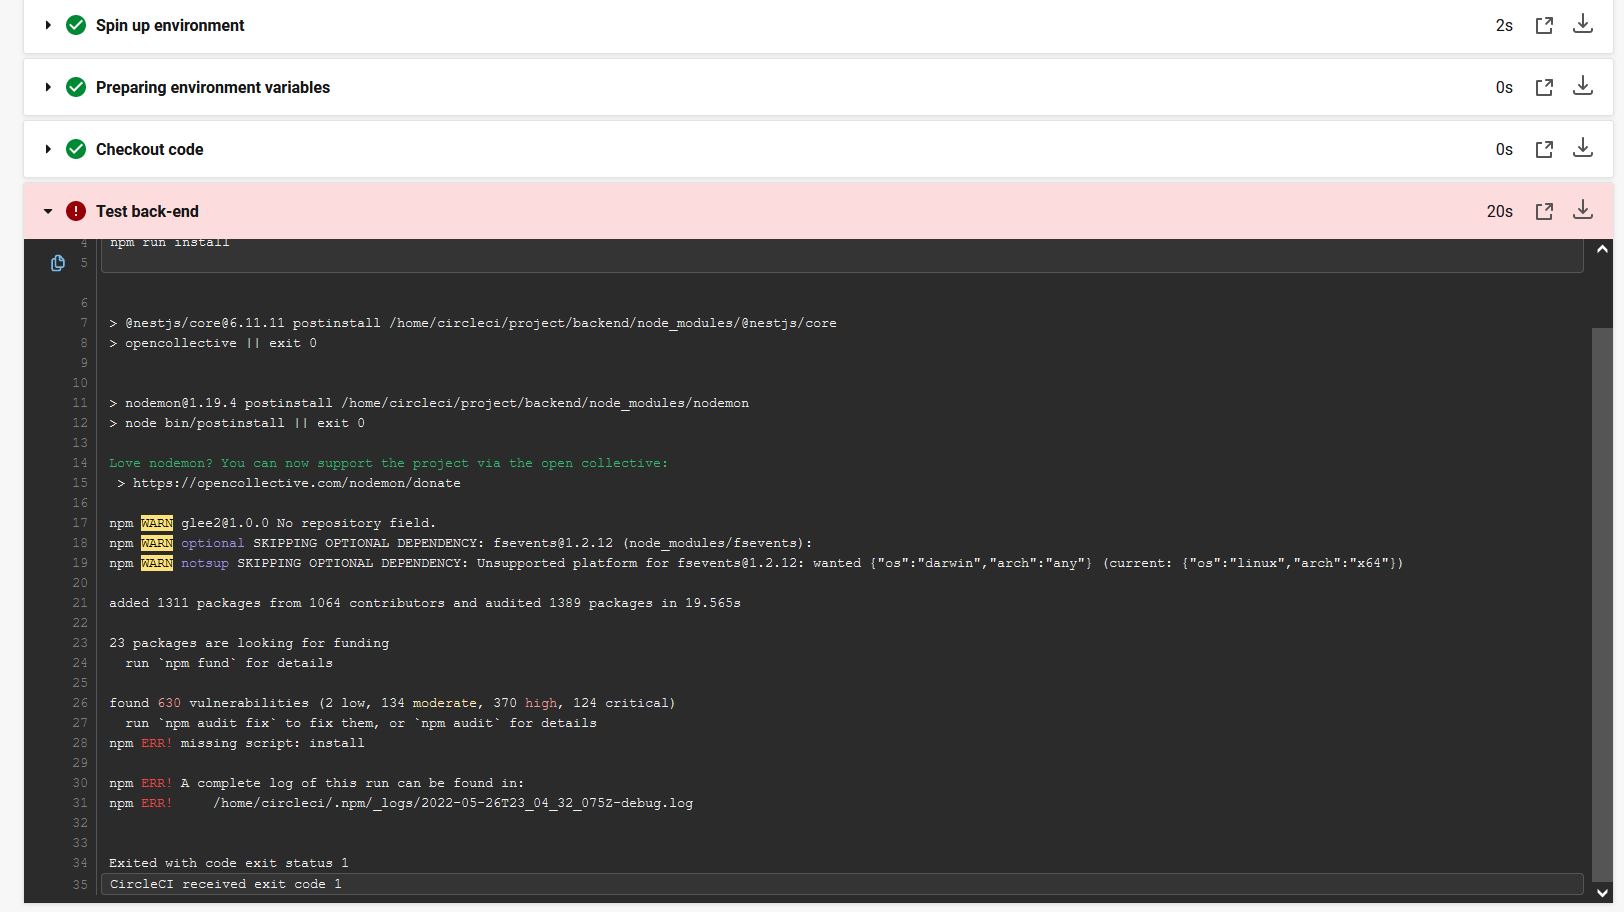 Spin up environment 2s
Preparing environment variables 0s
Checkout code 0s
Test back-end 20s
4 npm run install
5
6
7 > @nestjs/core@6.11.11 postinstall /home/circleci/project/backend/node_modules/@nestjs/core
8 > opencollective || exit 0
9
10
11 > nodemon@1.19.4 postinstall /home/circleci/project/backend/node_modules/nodemon
12 > node bin/postinstall || exit 0
13
14 Love nodemon? You can now support the project via the open collective:
15 > https://opencollective.com/nodemon/donate
16
17 npm WARN glee2@1.0.0 No repository field.
18 npm WARN optional SKIPPING OPTIONAL DEPENDENCY: fsevents@1.2.12 (node_modules/fsevents):
19 npm WARN notsup SKIPPING OPTIONAL DEPENDENCY: Unsupported platform for fsevents@1.2.12: wanted {"os":"darwin","arch":"any"} (current: {"os":"linux","arch":"x64"})
20
21 added 1311 packages from 1064 contributors and audited 1389 packages in 19.565s
22
23 23 packages are looking for funding
24 run `npm fund` for details
25
26 found 630 vulnerabilities (2 low, 134 moderate, 370 high, 124 critical)
27 run `npm audit fix` to fix them, or `npm audit` for details
28 npm ERR! missing script: install
29
30 npm ERR! A complete log of this run can be found in:
31 npm ERR! /home/circleci/.npm/_logs/2022-05-26T23_04_32_075Z-debug.log
32
33
34 Exited with code exit status 1
35 CircleCI received exit code 1